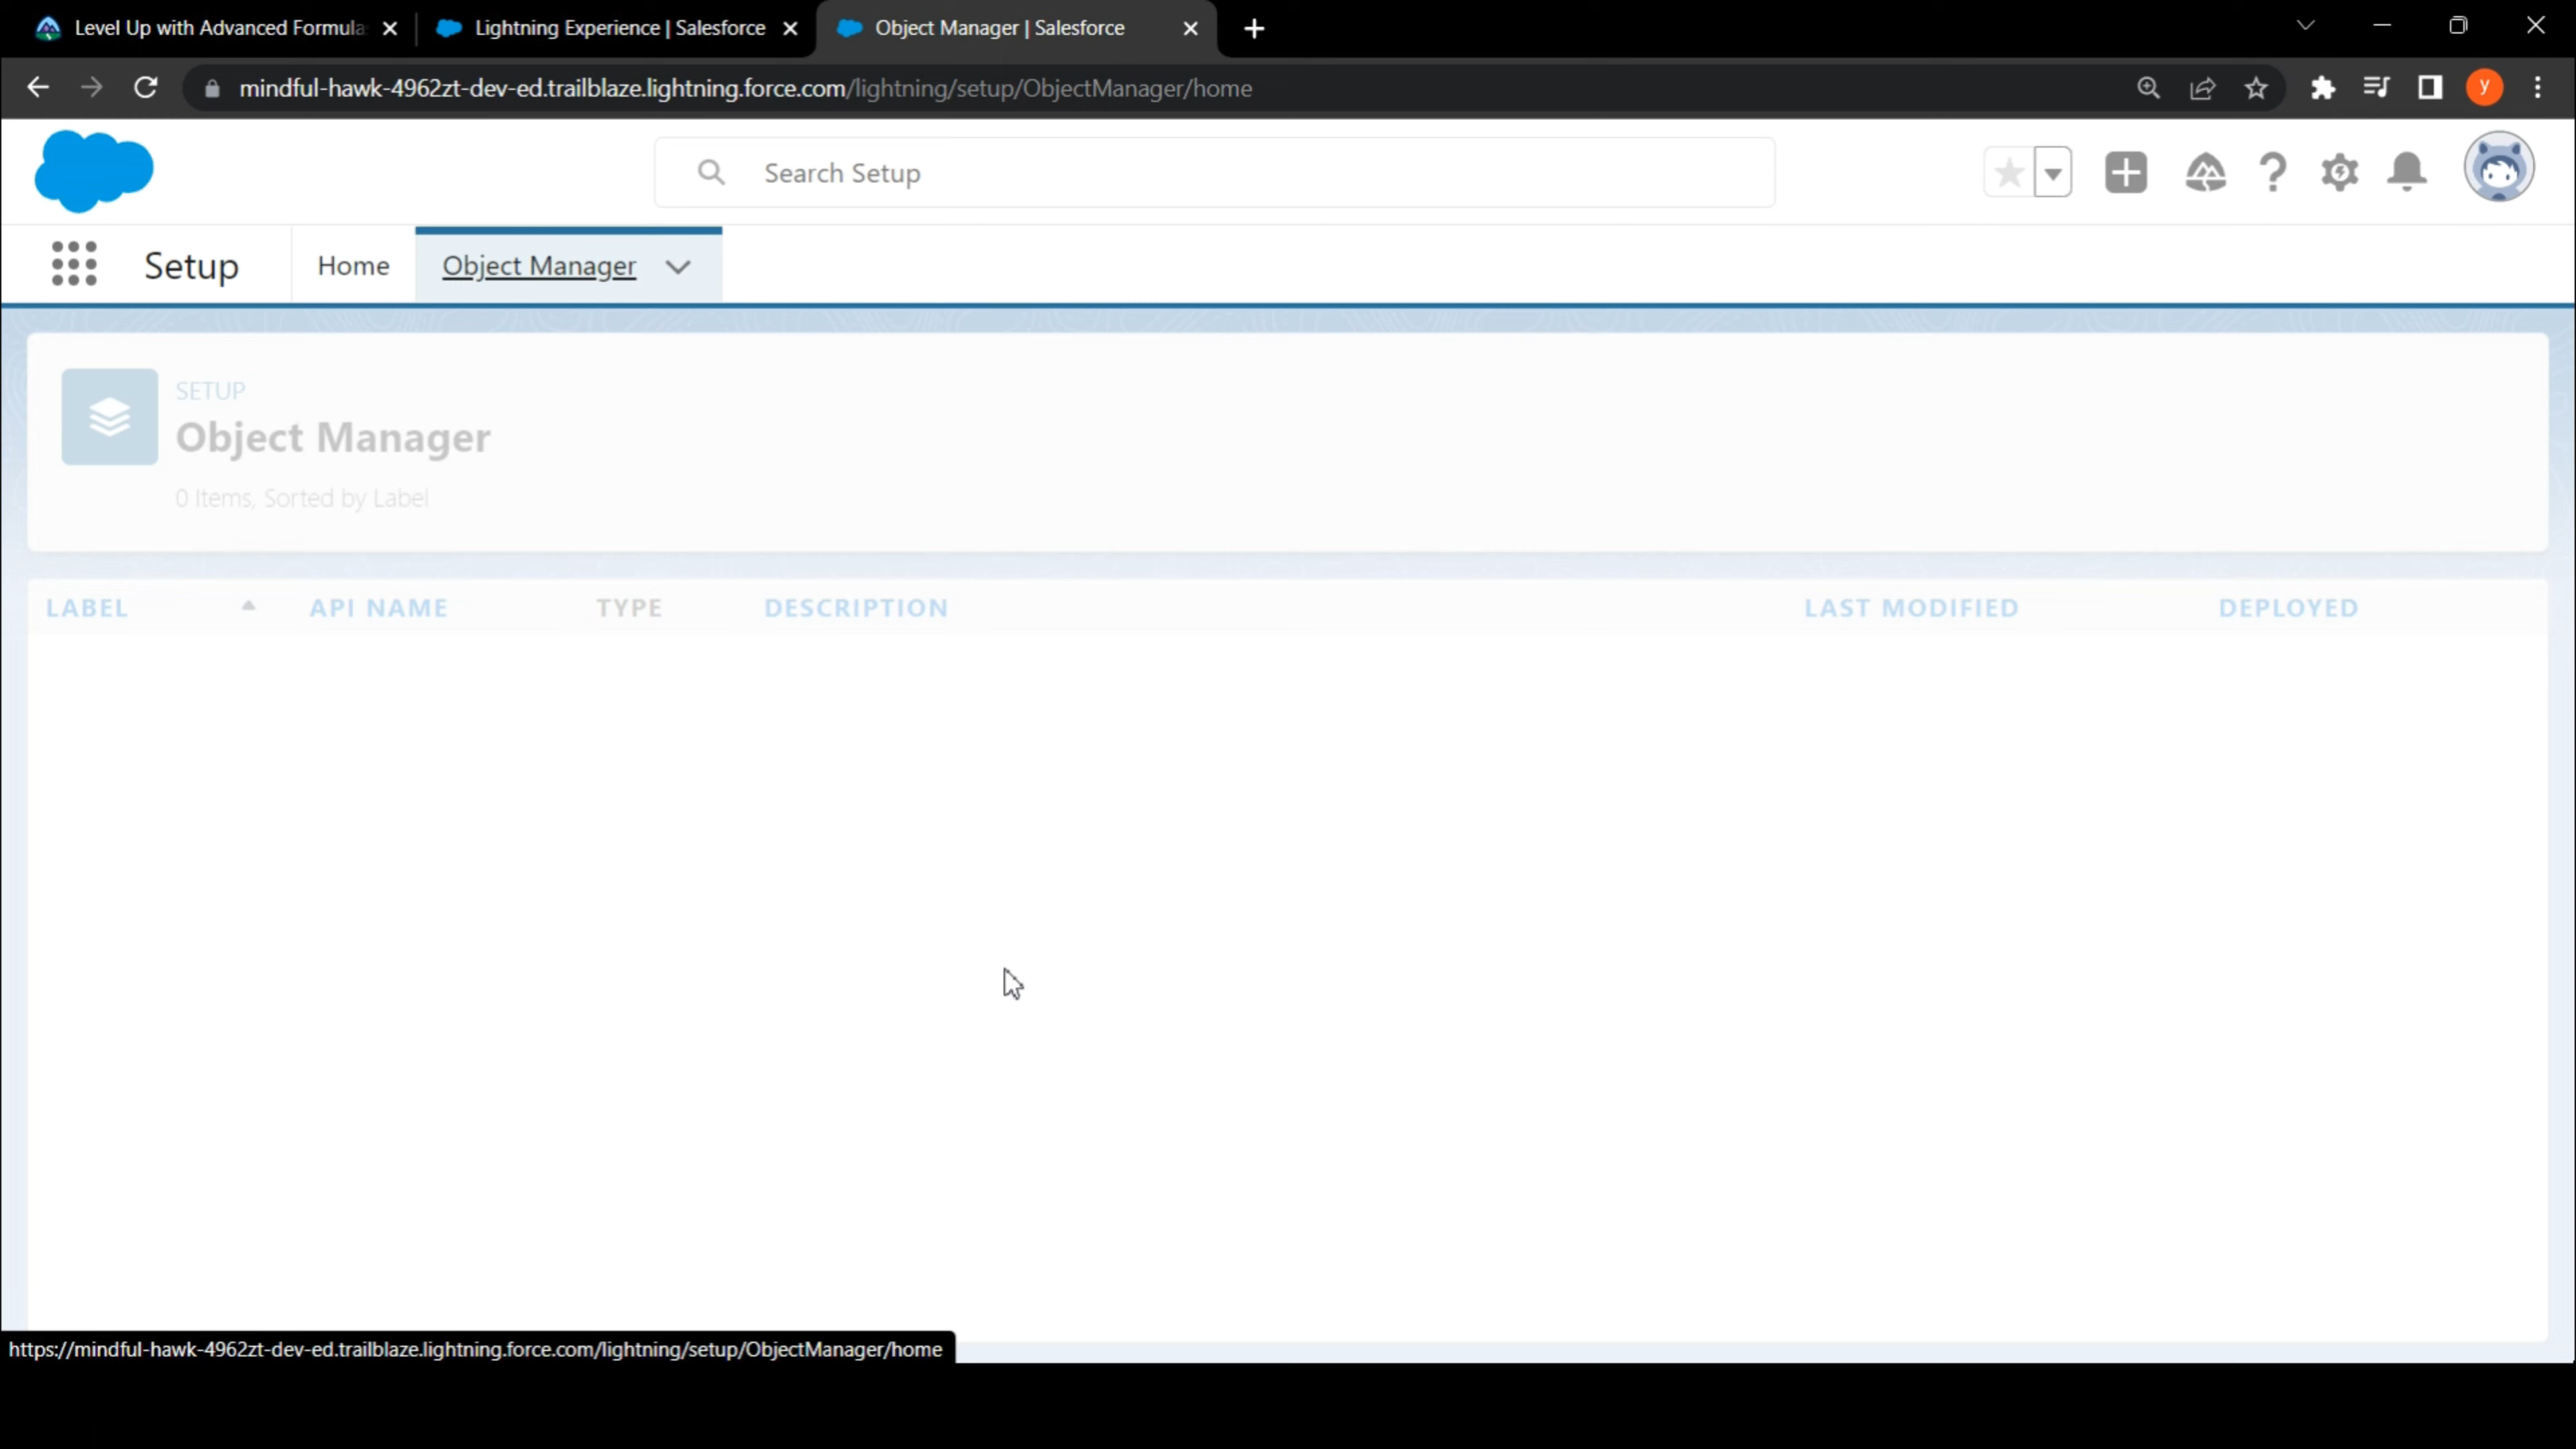 Level Up with Advanced Formula
Lightning Experience | Salesforce
Object Manager | Salesforce
mindful-hawk-4962zt-dev-ed.trailblaze.lightning.force.com/lightning/setup/ObjectManager/home
y
Search Setup
Setup
Home
Object Manager
SETUP
Object Manager
0 Items, Sorted by Label
LABEL API NAME TYPE DESCRIPTION LAST MODIFIED DEPLOYED
https://mindful-hawk-4962zt-dev-ed.trailblaze.lightning.force.com/lightning/setup/ObjectManager/home